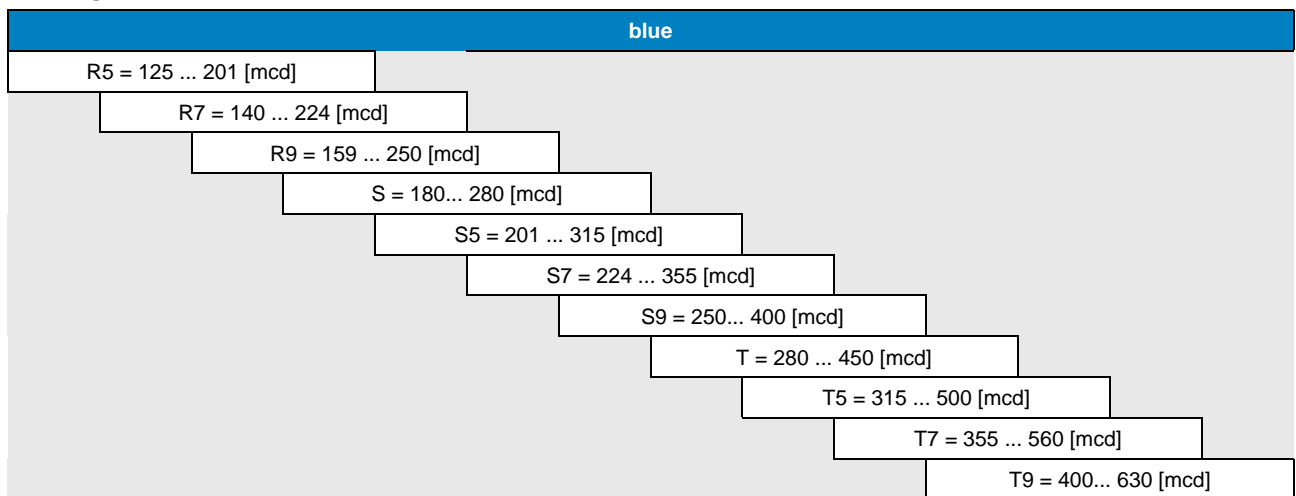 blue
R5 = 125 ... 201 [mcd]
R7 = 140 ... 224 [mcd]
R9 = 159 ... 250 [mcd]
S = 180... 280 [mcd]
S5 = 201 ... 315 [mcd]
S7 = 224 ... 355 [mcd]
S9 = 250... 400 [mcd]
T = 280 ... 450 [mcd]
T5 = 315 ... 500 [mcd]
T7 = 355 ... 560 [mcd]
T9 = 400... 630 [mcd]